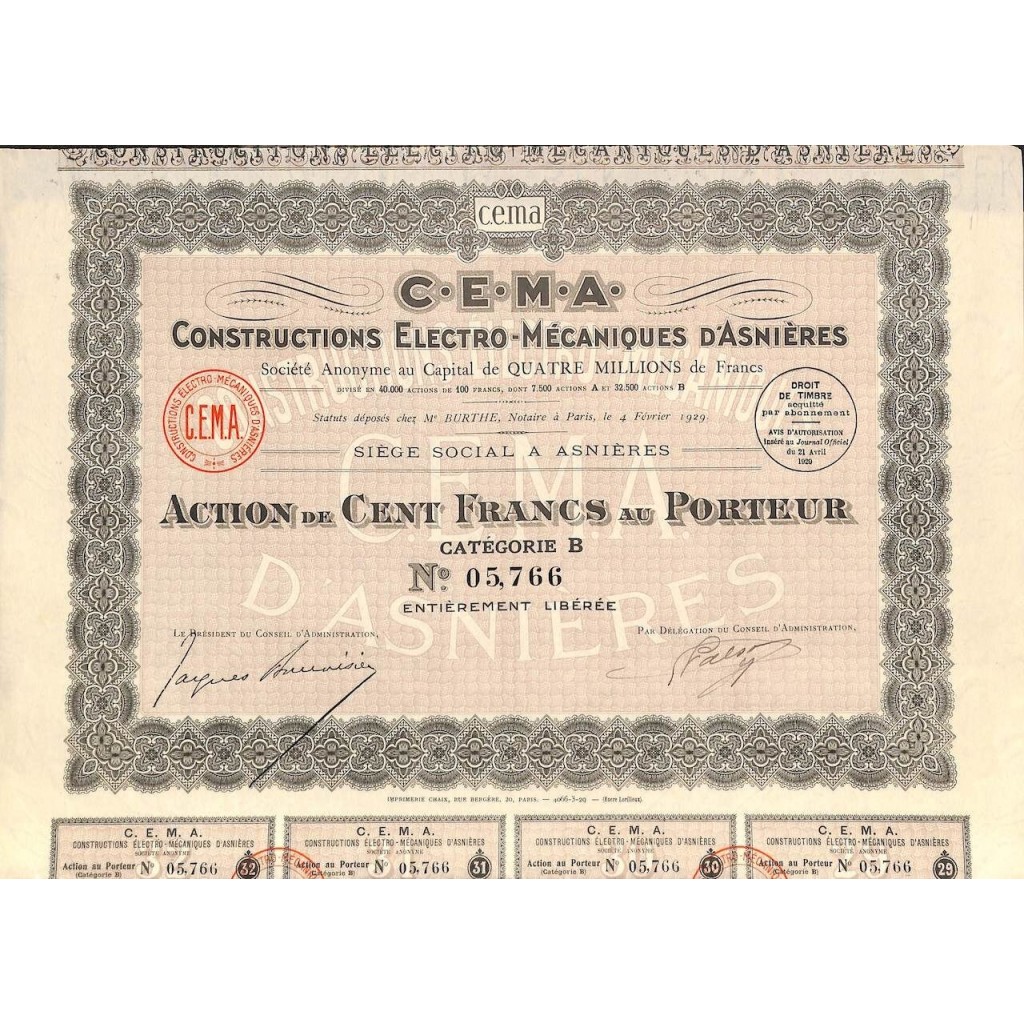 CONSTRUCTIONS ELECTRO-MÉCANIQUES D'ASNIÈRES
cema
C·E·M·A·
CONSTRUCTIONS ELECTRO-MÉCANIQUES D'ASNIÈRES
Société Anonyme au Capital de QUATRE MILLIONS de Francs
DIVISÉ EN 40.000 ACTIONS DE 100 FRANCS, DONT 7.500 ACTIONS A ET 32.500 ACTIONS B
Statuts déposés chez Me BURTHE, Notaire à Paris, le 4 Février 1929
SIÈGE SOCIAL A ASNIÈRES
CONSTRUCTIONS ÉLECTRO-MÉCANIQUES D'ASNIÈRES
C.E.M.A.
DROIT
DE TIMBRE
acquitté
par abonnement
AVIS D'AUTORISATION
inséré au Journal Officiel
du 21 Avril
1929
ACTION DE CENT FRANCS AU PORTEUR
CATÉGORIE B
No. 05,766
ENTIÈREMENT LIBÉRÉE
C.E.M.A.
D'ASNIÈRES
LE PRÉSIDENT DU CONSEIL D'ADMINISTRATION,
PAR DÉLÉGATION DU CONSEIL D'ADMINISTRATION,
Jacques
IMPRIMERIE CHAIX, RUE BERGÈRE, 20, PARIS. — 4066-3-29 — (Encre Lorilleux)
C. E. M. A.
CONSTRUCTIONS ÉLECTRO-MÉCANIQUES D'ASNIÈRES
SOCIÉTÉ ANONYME
Action au Porteur No 05,766 32
(Catégorie B)
C. E. M. A.
CONSTRUCTIONS ÉLECTRO-MÉCANIQUES D'ASNIÈRES
SOCIÉTÉ ANONYME
Action au Porteur No 05,766 31
(Catégorie B)
C. E. M. A.
CONSTRUCTIONS ÉLECTRO-MÉCANIQUES D'ASNIÈRES
SOCIÉTÉ ANONYME
Action au Porteur No 05,766 30
(Catégorie B)
C. E. M. A.
CONSTRUCTIONS ÉLECTRO-MÉCANIQUES D'ASNIÈRES
SOCIÉTÉ ANONYME
Action au Porteur No 05,766 29
(Catégorie B)